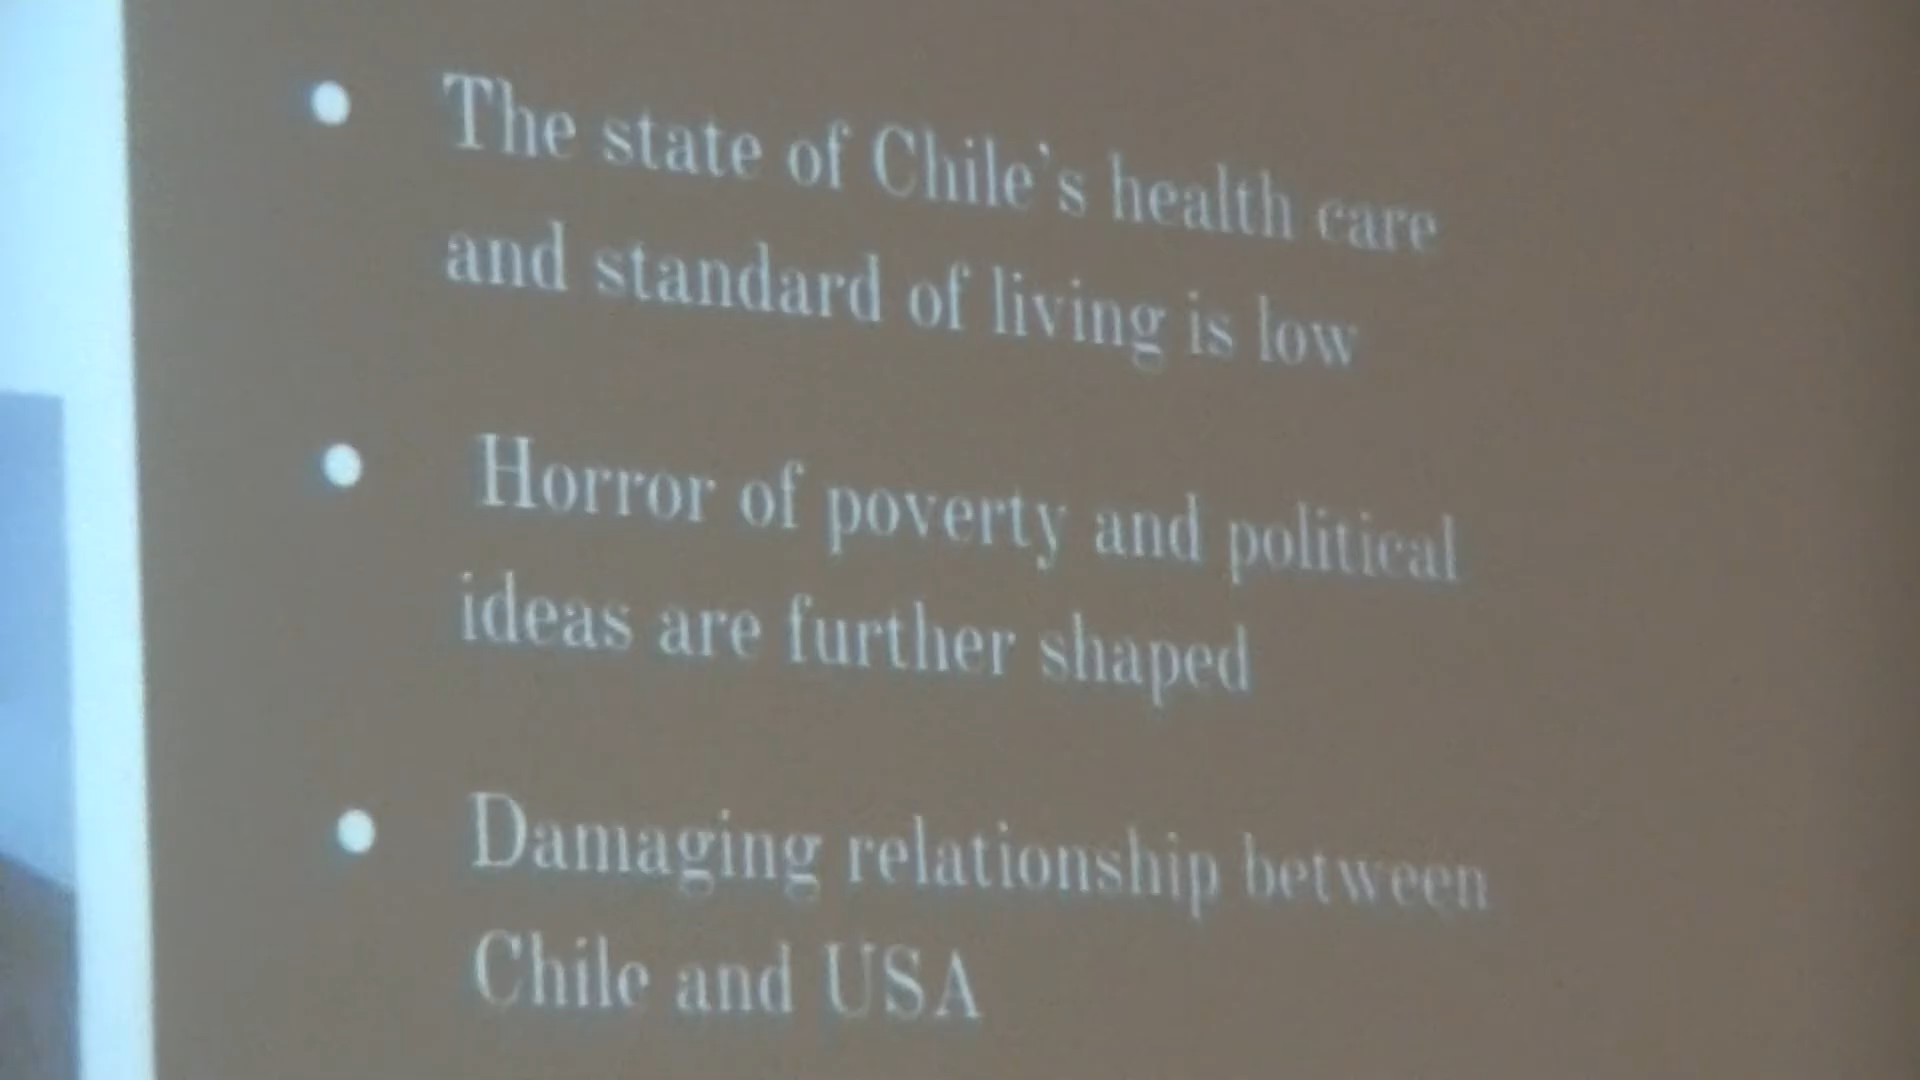 • The state of Chile's health care
and standard of living is low
• Horror of poverty and political
ideas are further shaped
• Damaging relationship between
Chile and USA